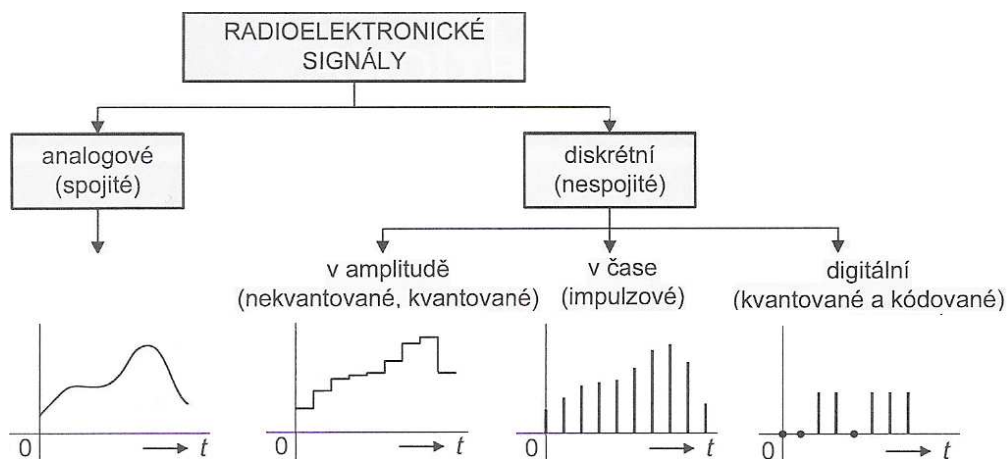 RADIOELEKTRONICKÉ
SIGNÁLY
analogové
(spojité)
diskrétní
(nespojité)
v amplitudě
(nekvantované, kvantované)
v čase
(impulzové)
digitální
(kvantované a kódované)
0
t
0
t
0
t
0
t